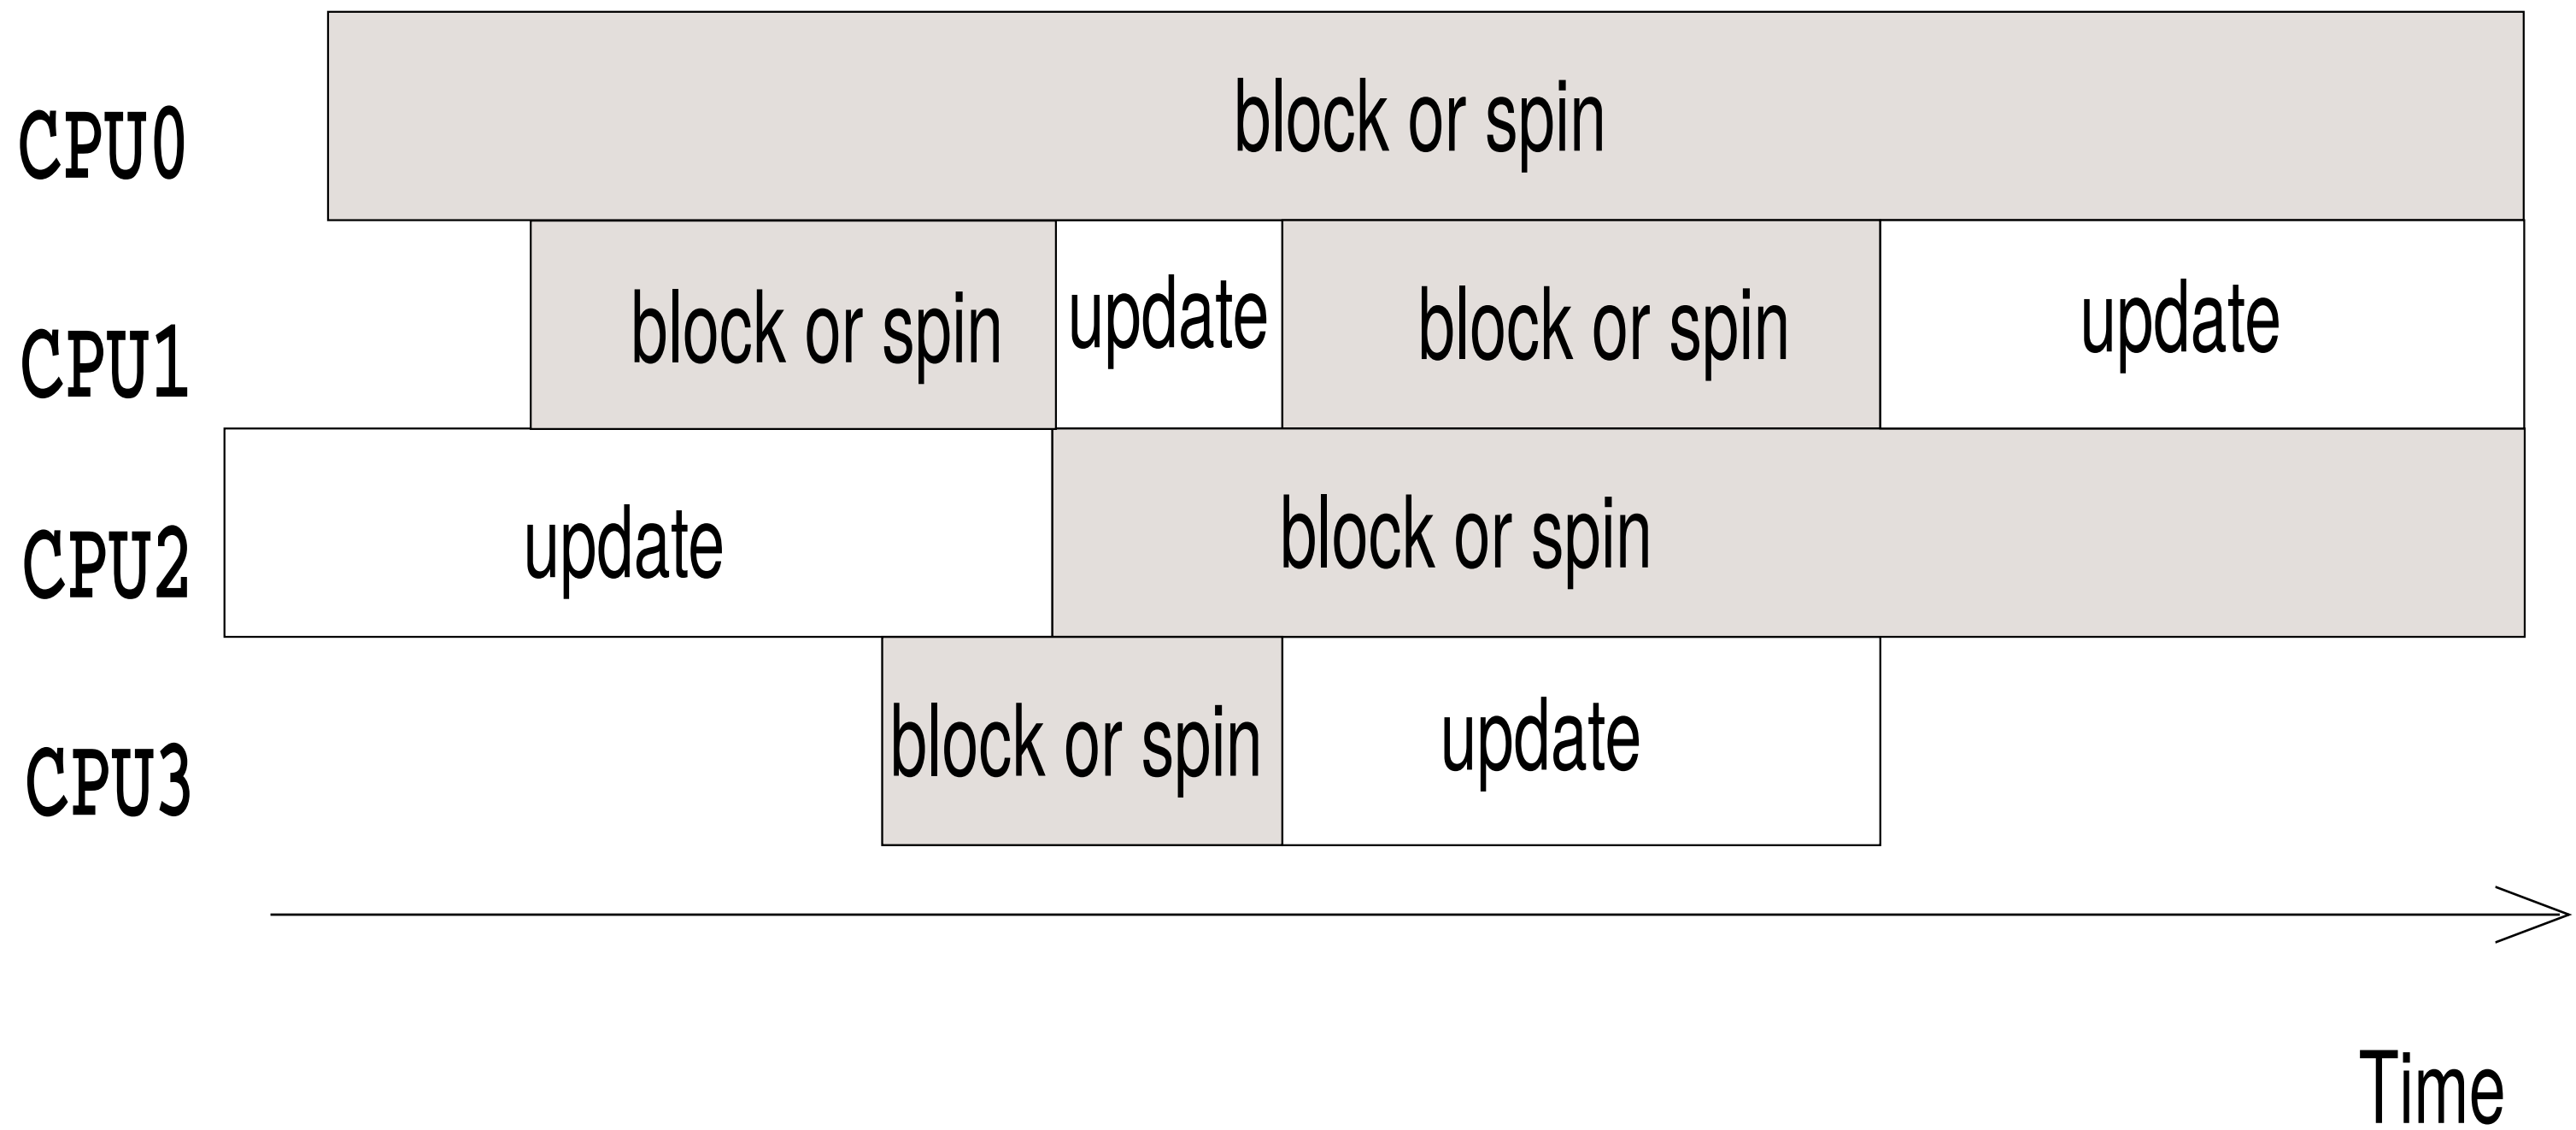 CPU0
block or spin
CPU1
block or spin
update
block or spin
update
CPU2
update
block or spin
CPU3
block or spin
update
Time